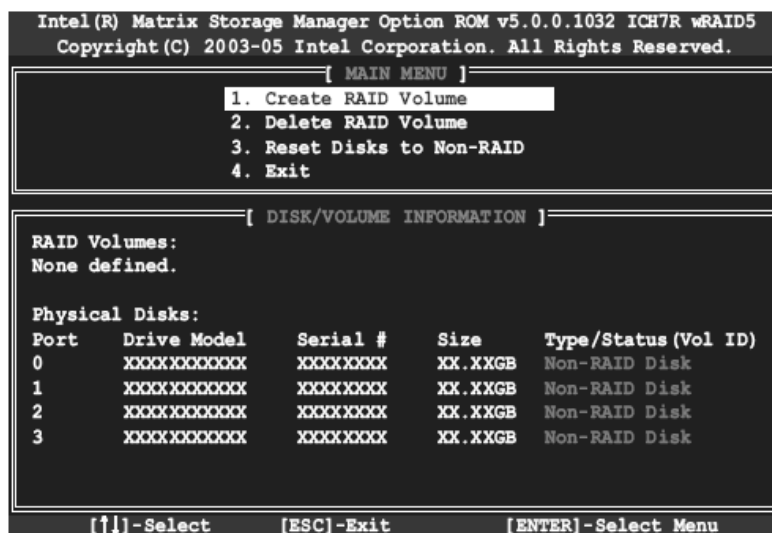 Intel(R) Matrix Storage Manager Option ROM v5.0.0.1032 ICH7R wRAID5
Copyright(C) 2003-05 Intel Corporation. All Rights Reserved.
[ MAIN MENU ]
1. Create RAID Volume
2. Delete RAID Volume
3. Reset Disks to Non-RAID
4. Exit
[ DISK/VOLUME INFORMATION ]
RAID Volumes:
None defined.
Physical Disks:
Port Drive Model Serial # Size Type/Status(Vol ID)
0 XXXXXXXXXXX XXXXXXXX XX.XXGB Non-RAID Disk
1 XXXXXXXXXXX XXXXXXXX XX.XXGB Non-RAID Disk
2 XXXXXXXXXXX XXXXXXXX XX.XXGB Non-RAID Disk
3 XXXXXXXXXXX XXXXXXXX XX.XXGB Non-RAID Disk
[↑↓]-Select [ESC]-Exit [ENTER]-Select Menu